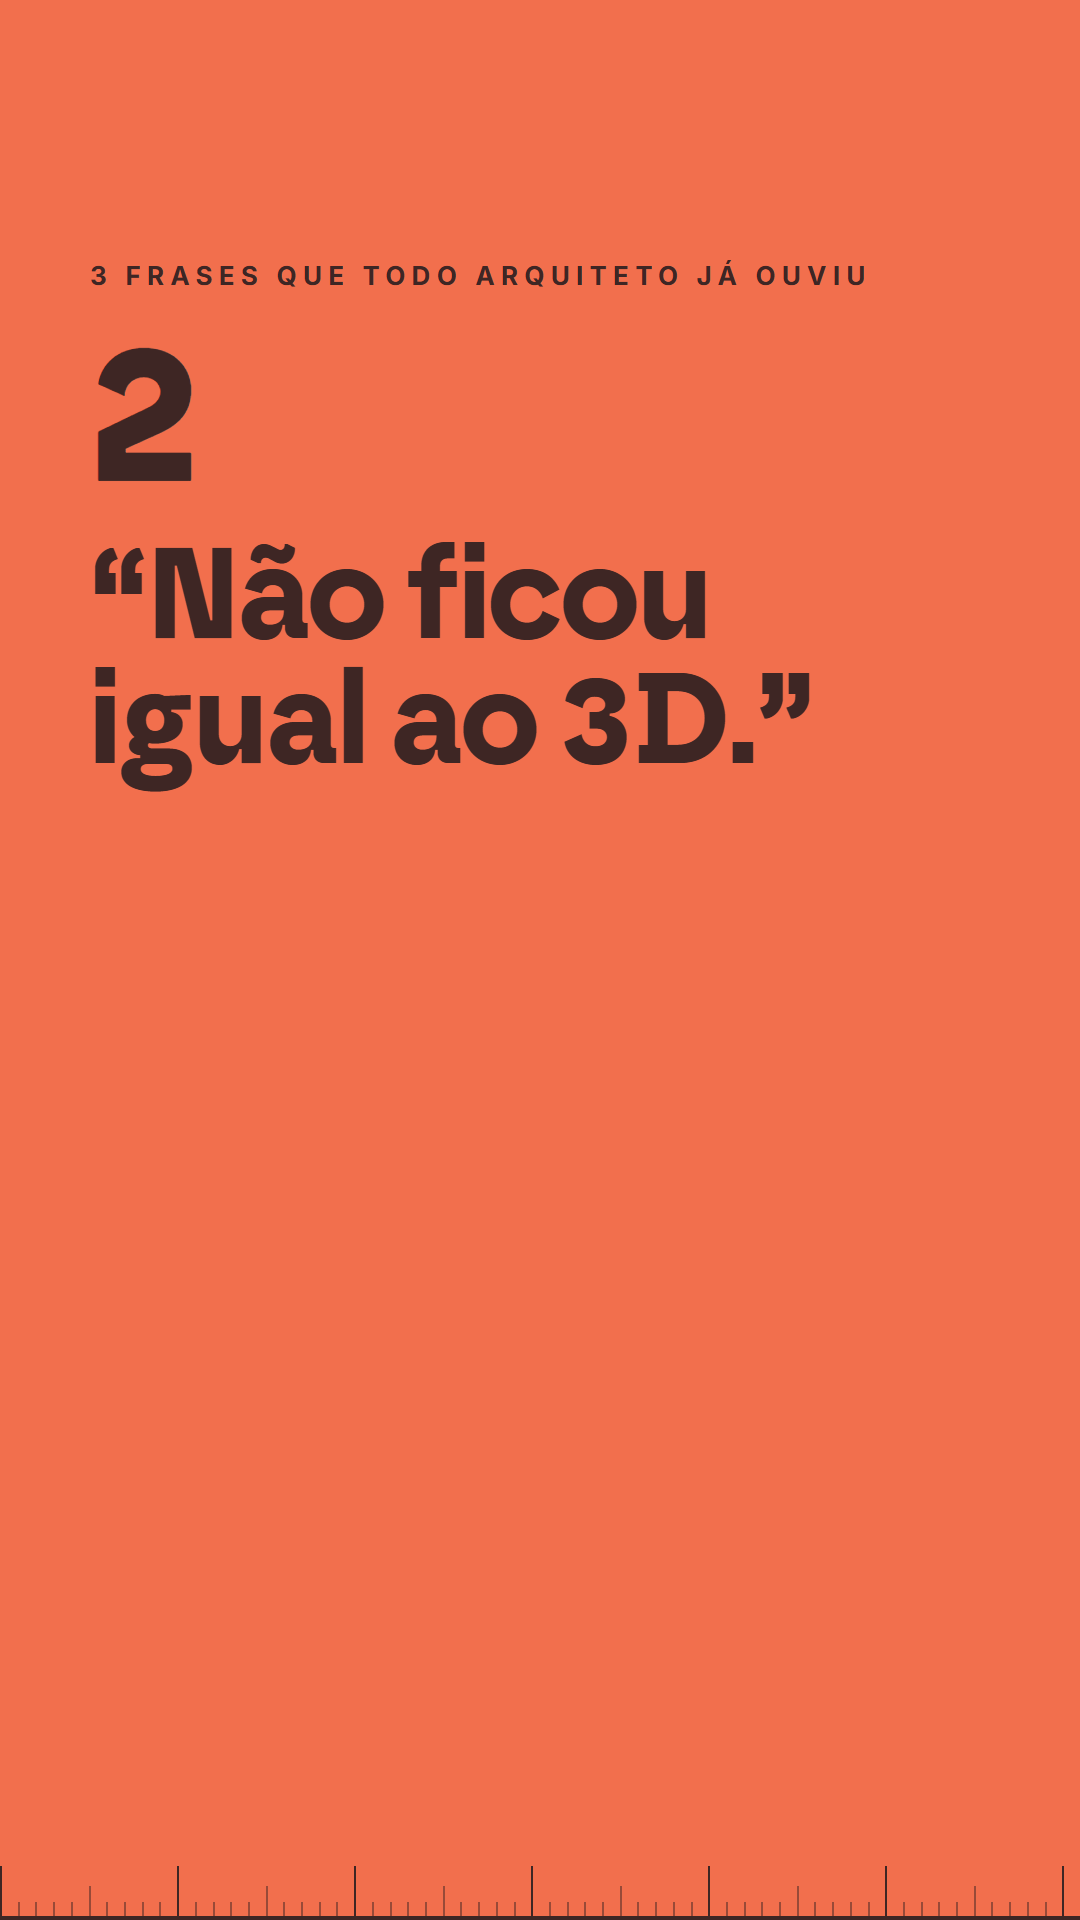 3 FRASES QUE TODO ARQUITETO JÁ OUVIU
2
“Não ficou
igual ao 3D.”